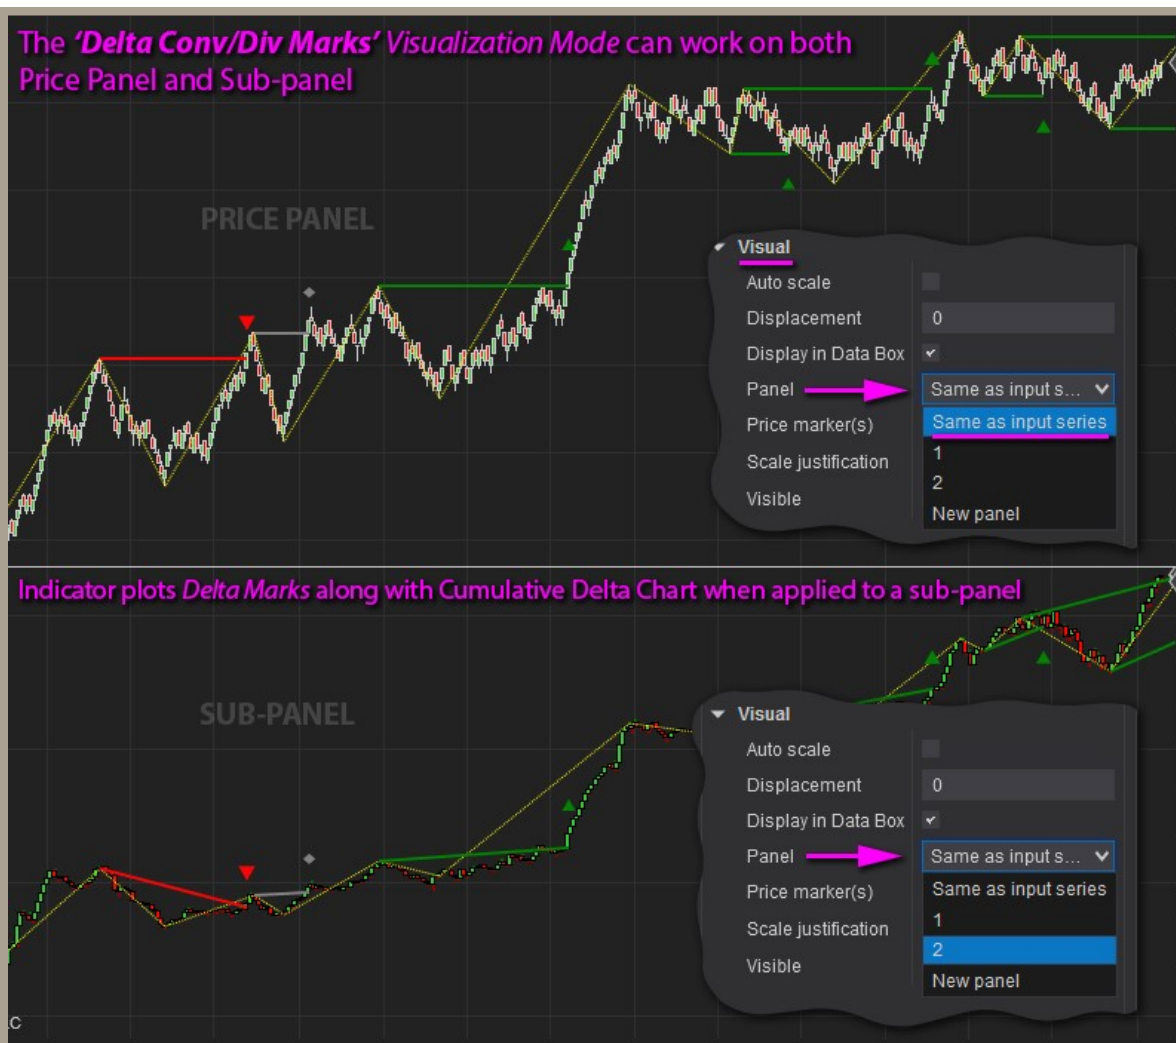 The 'Delta Conv/Div Marks' Visualization Mode can work on both
Price Panel and Sub-panel
PRICE PANEL
Visual
Auto scale
Displacement 0
Display in Data Box
Panel Same as input s...
Price marker(s) Same as input series
1
Scale justification
2
Visible
New panel
Indicator plots Delta Marks along with Cumulative Delta Chart when applied to a sub-panel
SUB-PANEL
Visual
Auto scale
Displacement 0
Display in Data Box
Panel Same as input s...
Price marker(s) Same as input series
1
Scale justification
2
Visible
New panel
.C